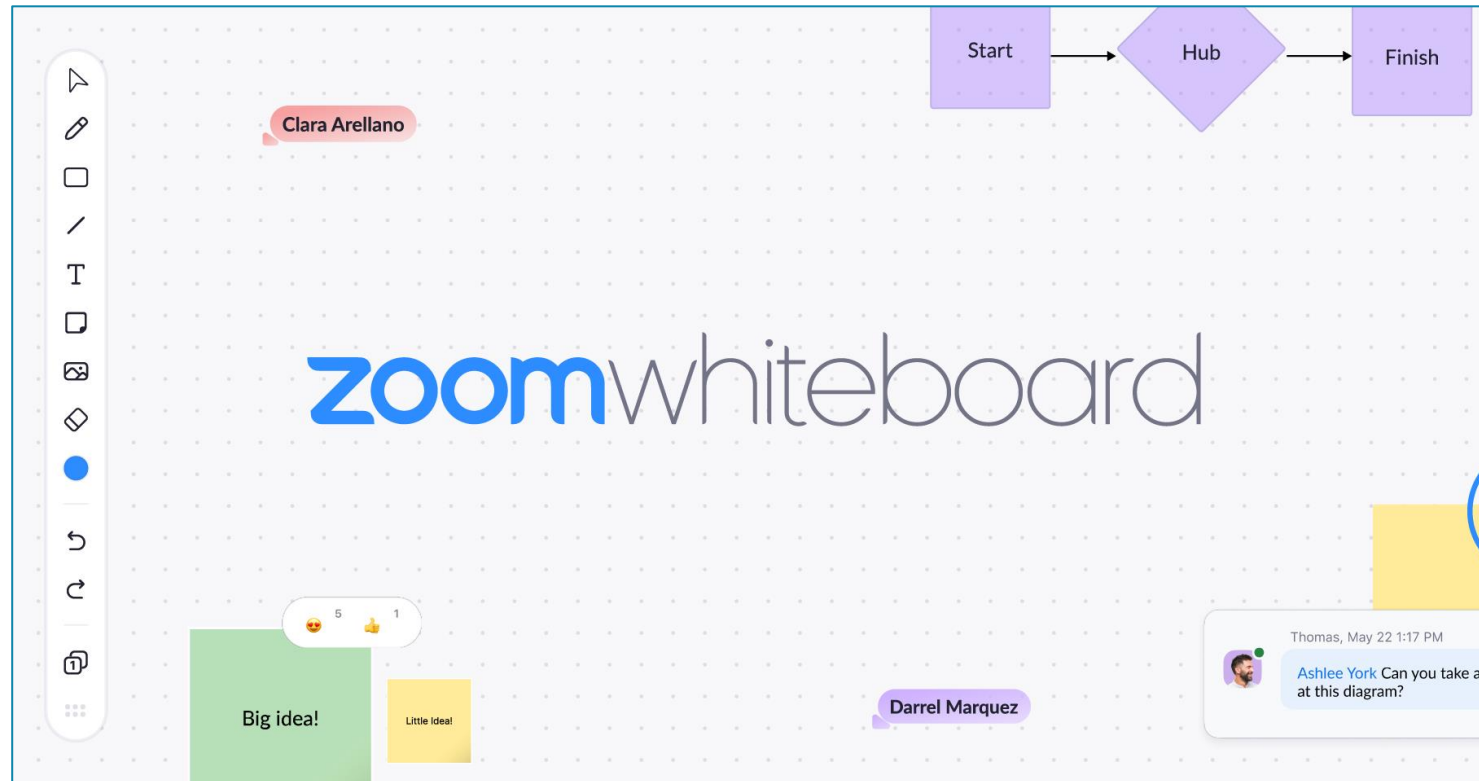 Start
Hub
Finish
Clara Arellano
T
zoomwhiteboard
5
1
1
Thomas, May 22 1:17 PM
Ashlee York Can you take a
at this diagram?
Big idea!
Little Idea!
Darrel Marquez